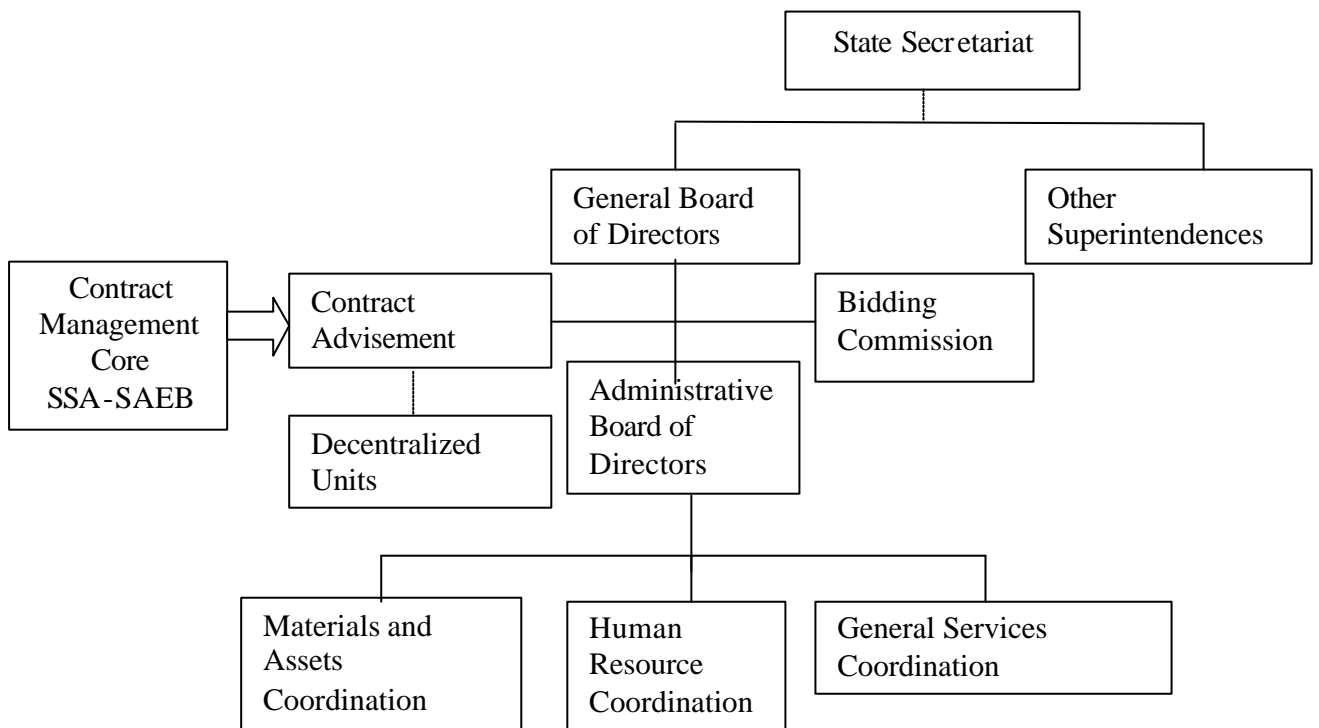 State Secretariat
General Board
of Directors
Other
Superintendences
Contract
Management
Core
SSA-SAEB
Contract
Advisement
Bidding
Commission
Administrative
Board of
Directors
Decentralized
Units
Materials and
Assets
Coordination
Human
Resource
Coordination
General Services
Coordination